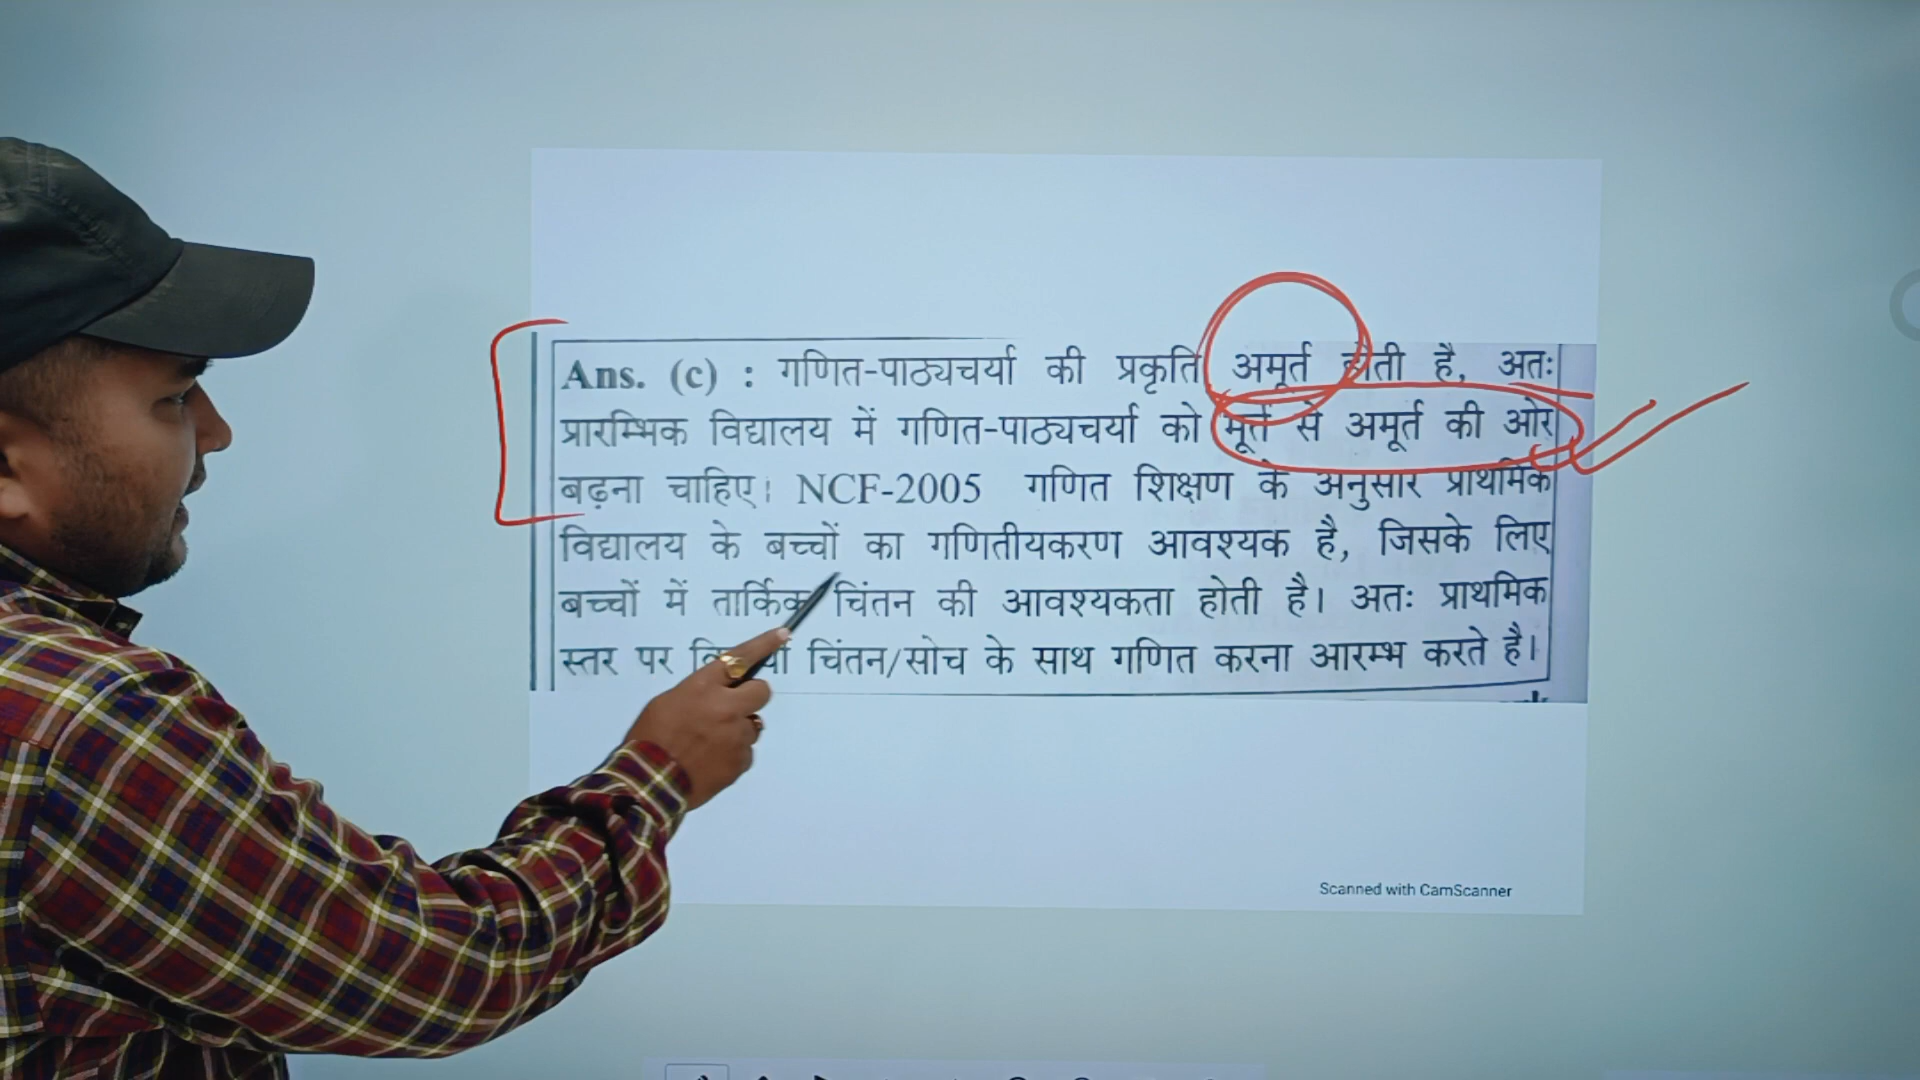 Ans. (c) : गणित-पाठ्यचर्या की प्रकृति अमूर्त होती है, अतः
प्रारम्भिक विद्यालय में गणित-पाठ्यचर्या को मूर्त से अमूर्त की ओर
बढ़ना चाहिए। NCF-2005 गणित शिक्षण के अनुसार प्राथमिक
विद्यालय के बच्चों का गणितीयकरण आवश्यक है, जिसके लिए
बच्चों में तार्किक चिंतन की आवश्यकता होती है। अतः प्राथमिक
स्तर पर चिंतन/सोच के साथ गणित करना आरम्भ करते है।
Scanned with CamScanner